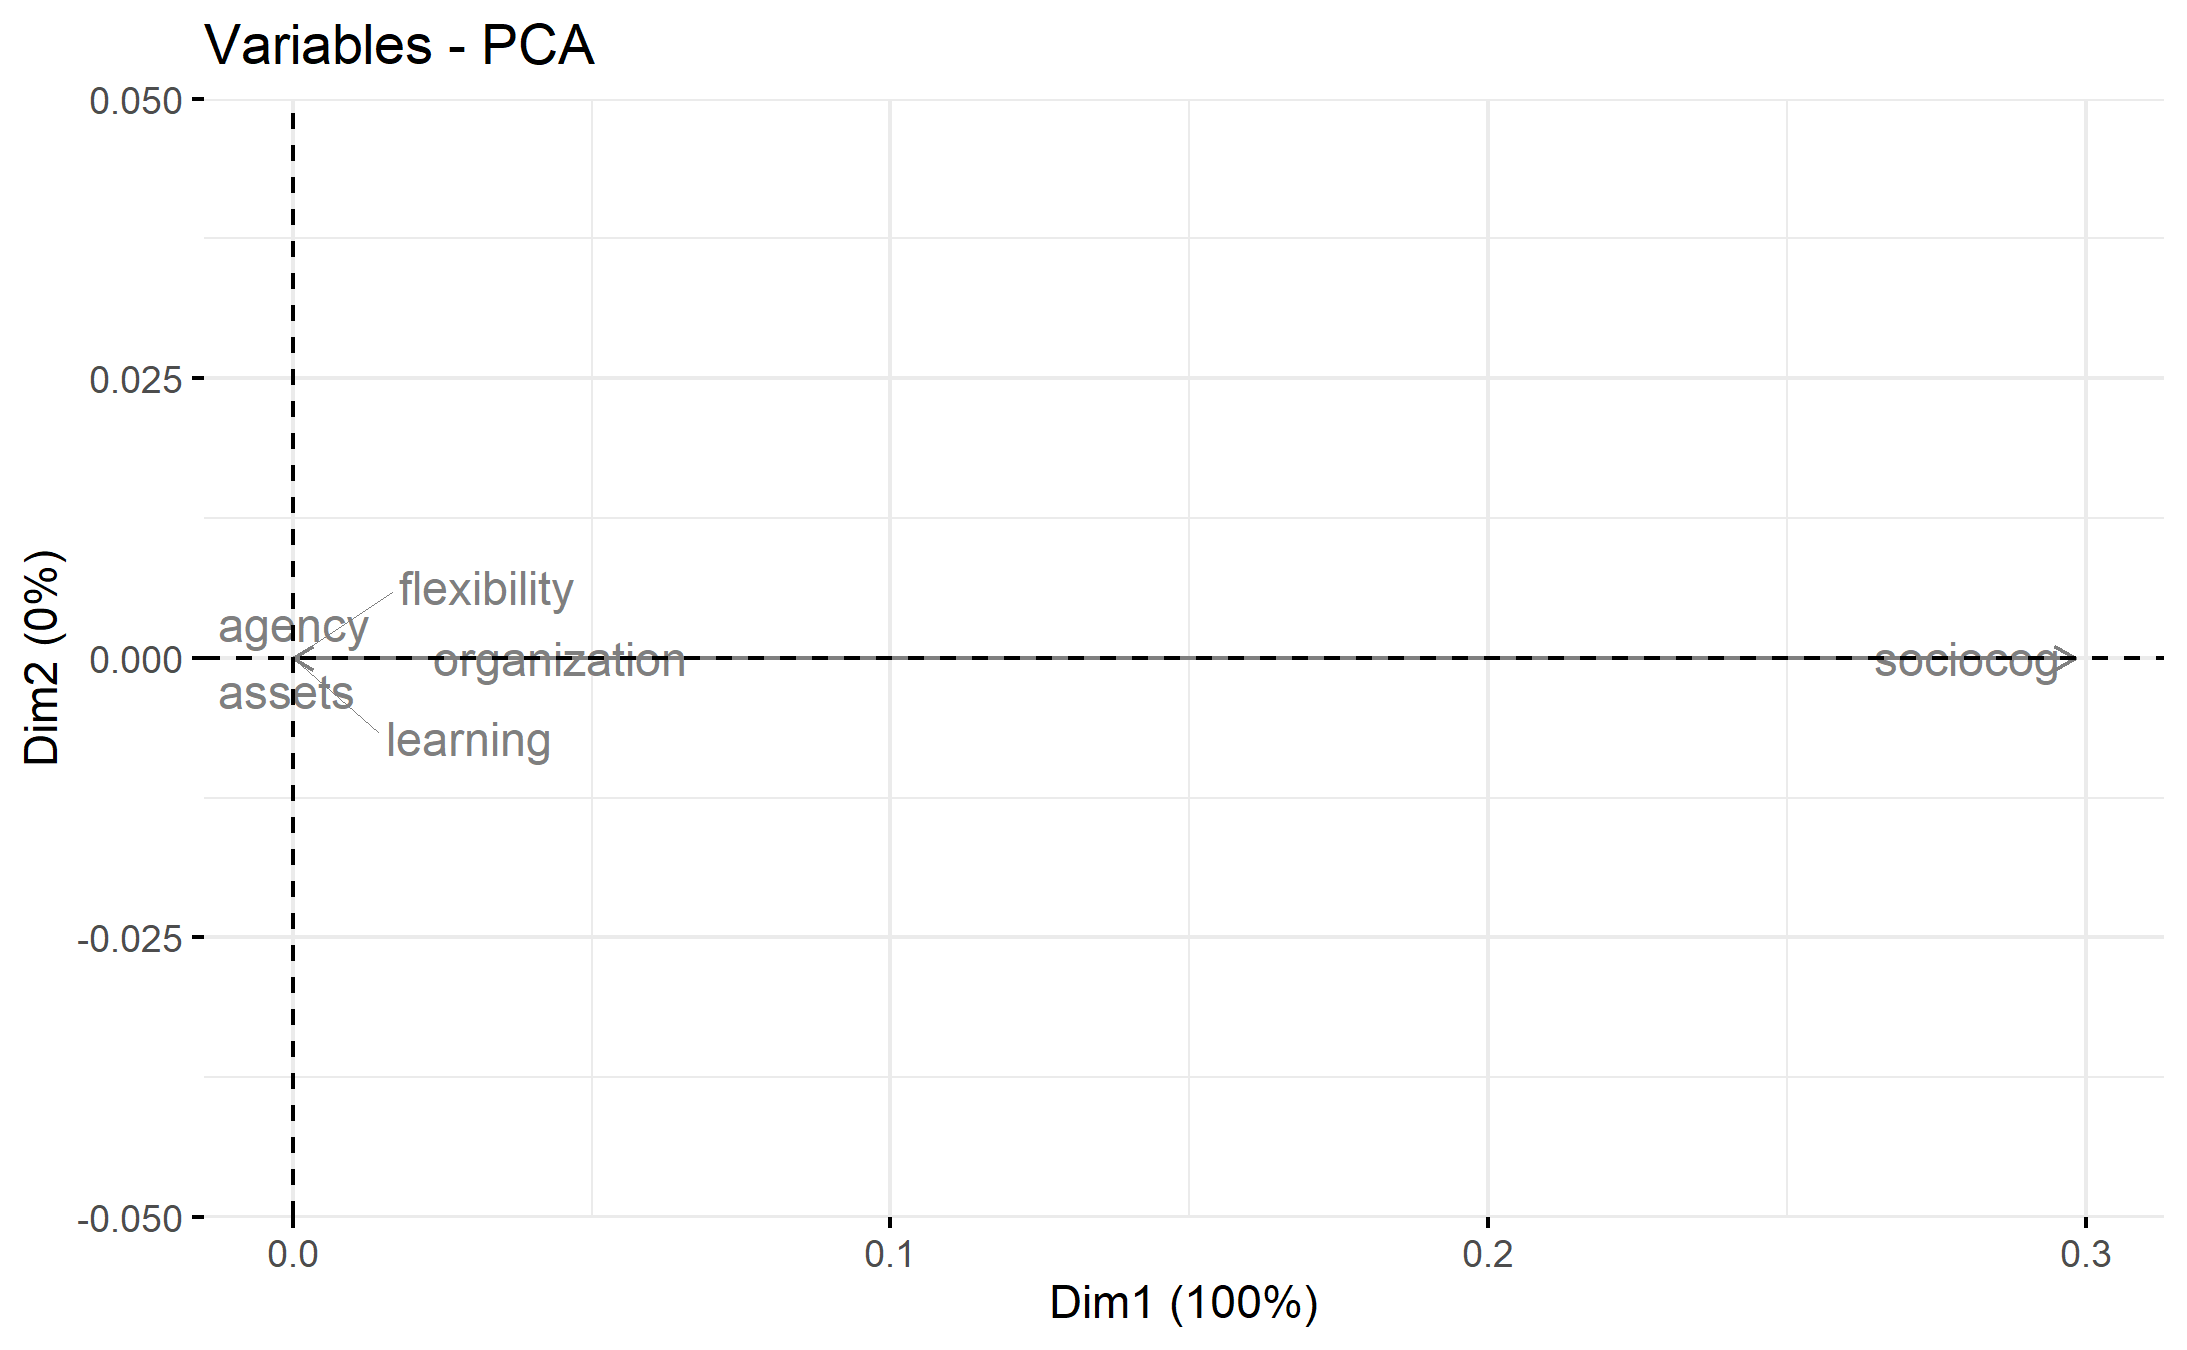 Variables - PCA
0.050
0.025
0.000
-0.025
-0.050
Dim2 (0%)
flexibility
agency
organization
sociocog
assets
learning
0.0
0.1
0.2
0.3
Dim1 (100%)